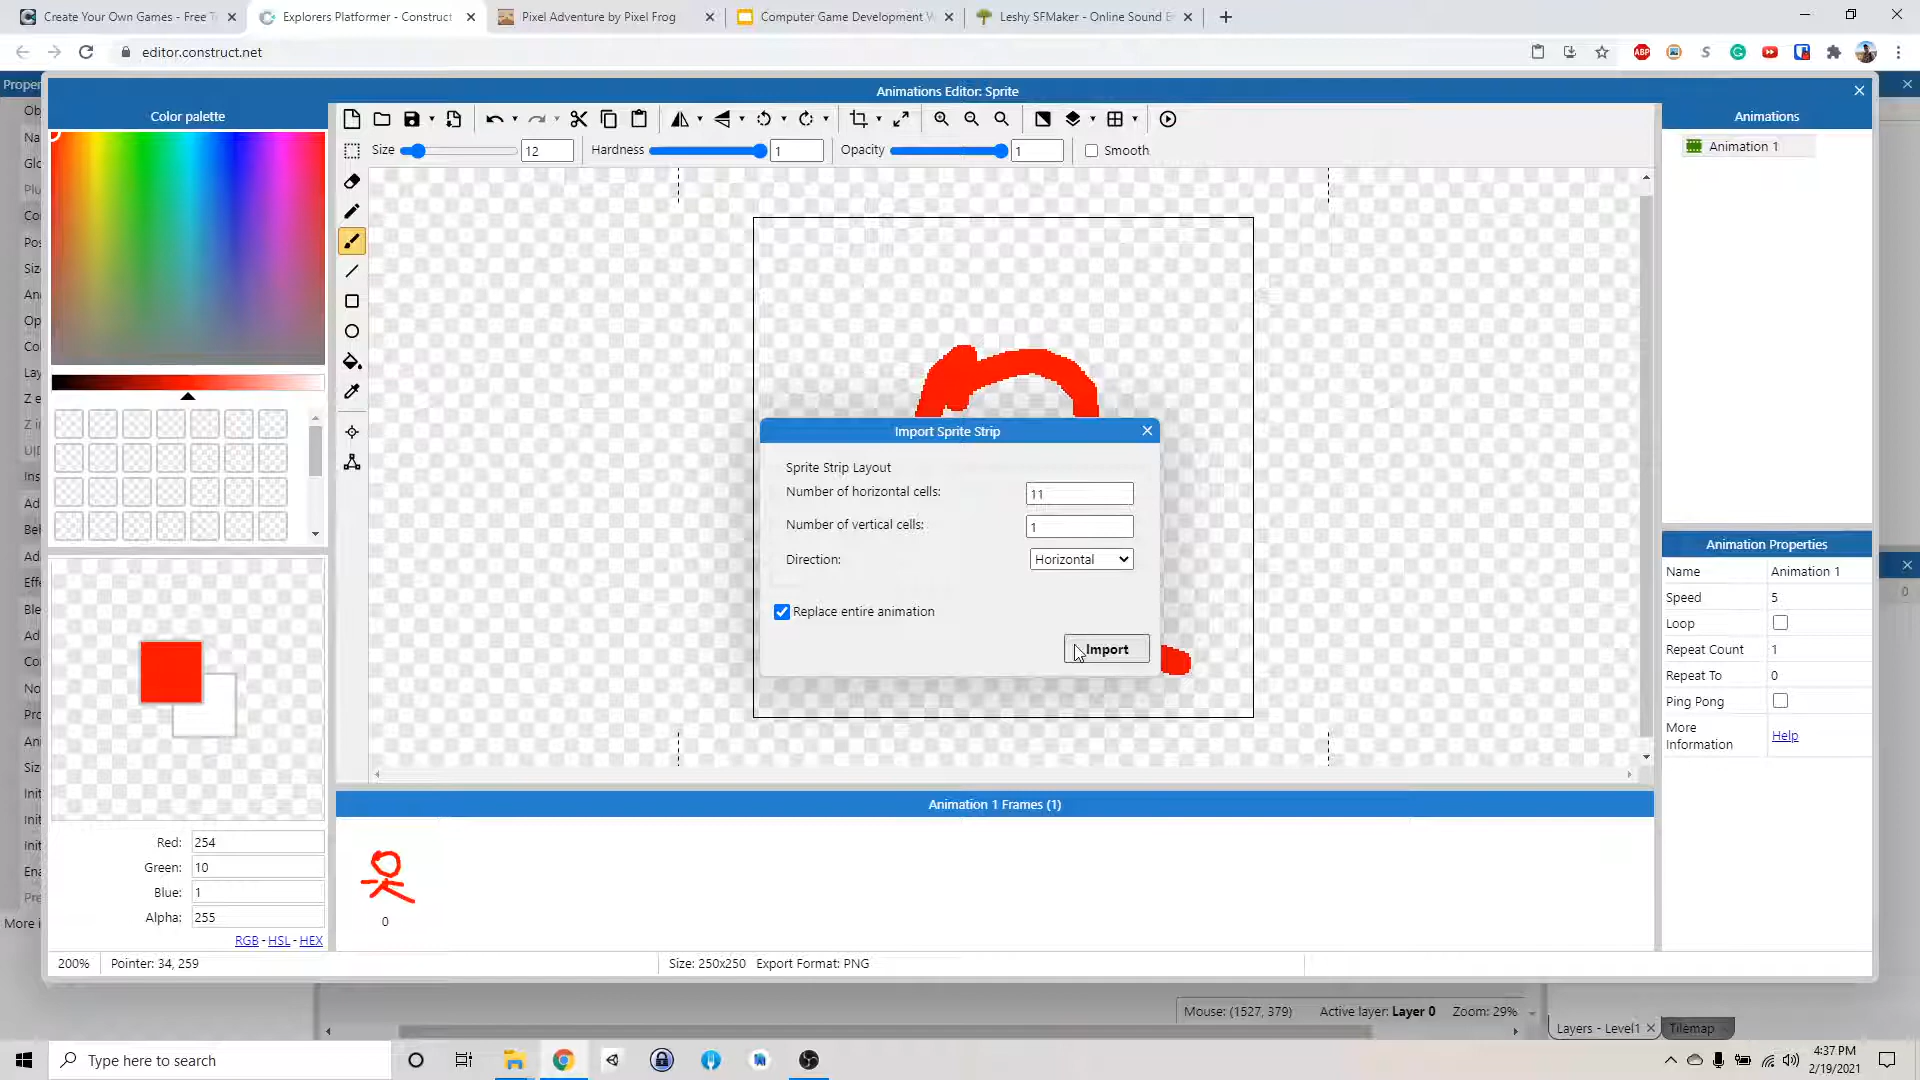 Create Your Own Games - Free T
Explorers Platformer - Construct
Pixel Adventure by Pixel Frog
Computer Game Development
Leshy SFMaker - Online Sound E
editor.construct.net
ABP
Animations Editor: Sprite
Proper
Color palette
Size
12
Hardness
1
Opacity
1
Smooth
Animations
Animation 1
Import Sprite Strip
Sprite Strip Layout
Number of horizontal cells:
11
Number of vertical cells:
1
Direction:
Horizontal
Replace entire animation
Import
Animation Properties
Name
Animation 1
Speed
5
Loop
Repeat Count
1
Repeat To
0
Ping Pong
More Information
Help
Animation 1 Frames (1)
0
Red:
254
Green:
10
Blue:
1
Alpha:
255
RGB - HSL - HEX
More i
200%
Pointer: 34, 259
Size: 250x250
Export Format: PNG
Mouse: (1527, 379)
Active layer: Layer 0
Zoom: 29%
Layers - Level1
Tilemap
Type here to search
4:37 PM
2/19/2021